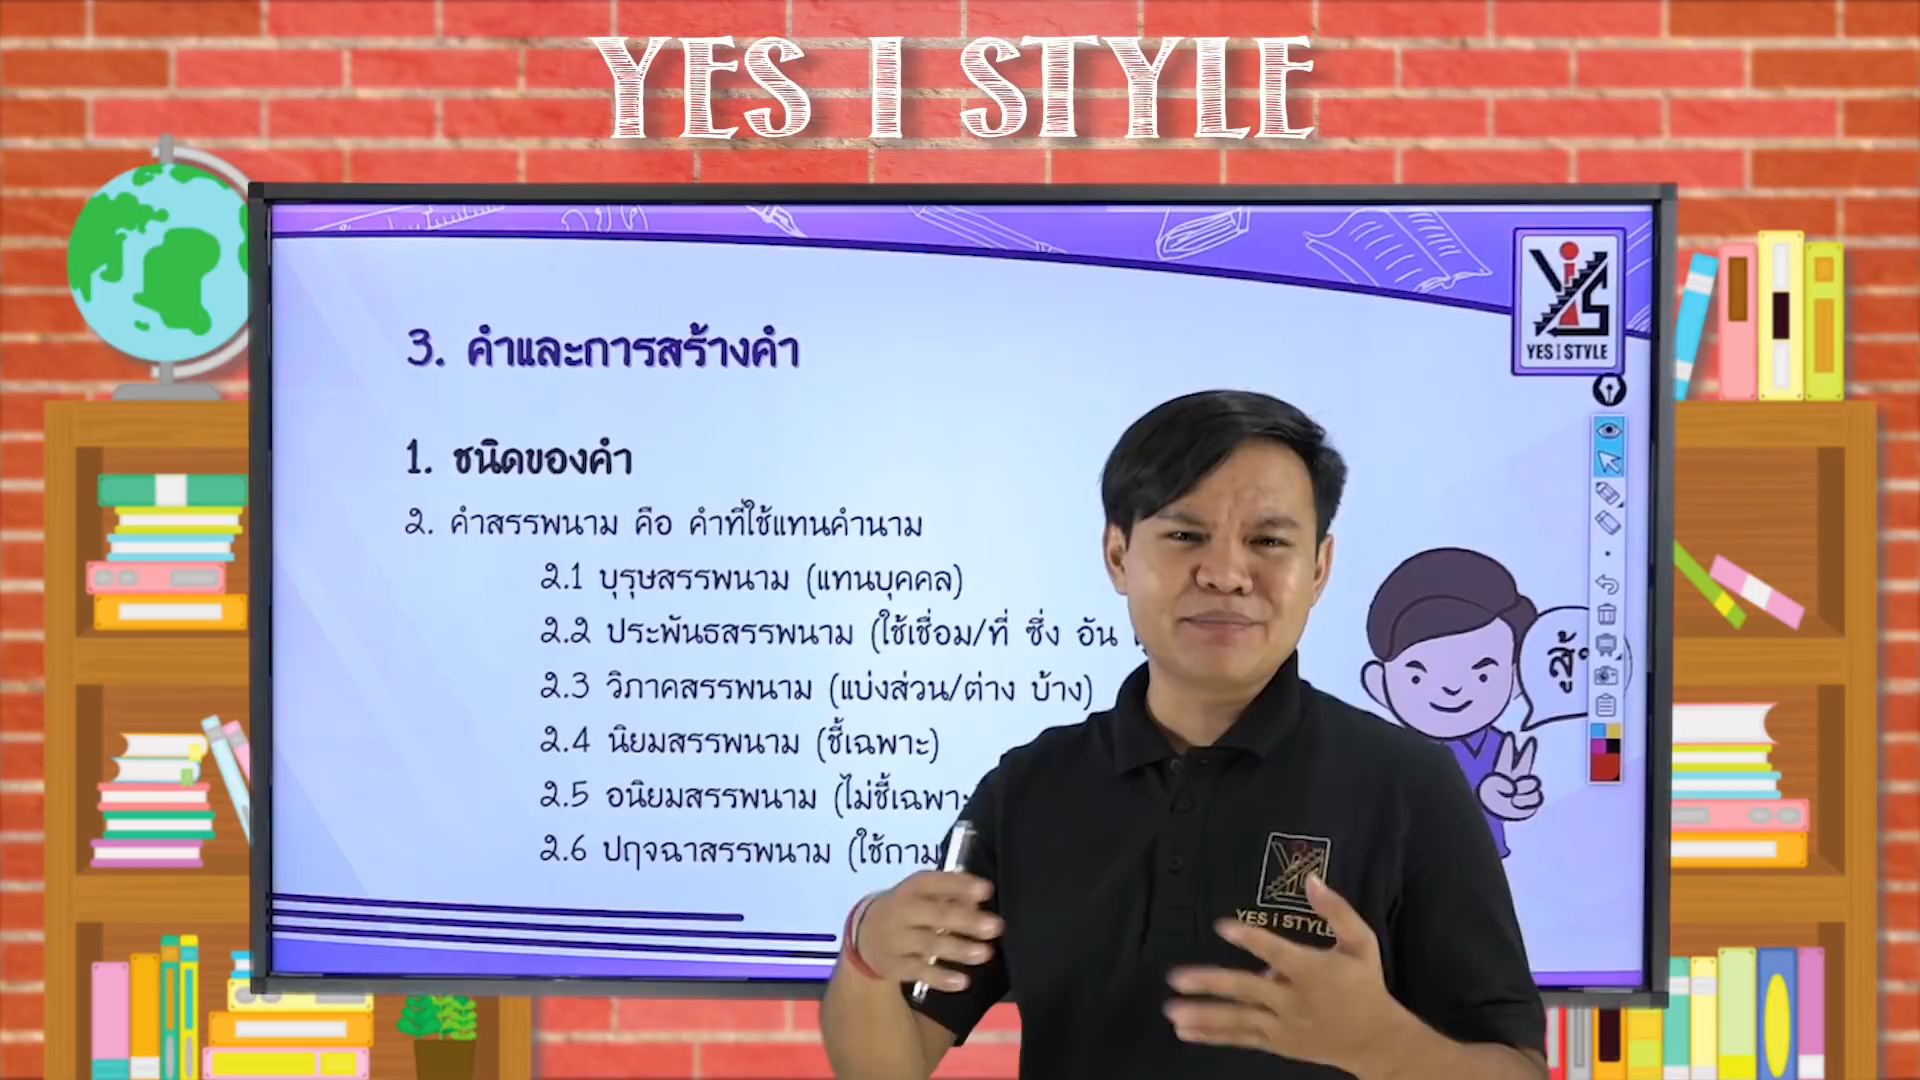 YES I STYLE
YES I STYLE
3. คำและการสร้างคำ
1. ชนิดของคำ
2. คำสรรพนาม คือ คำที่ใช้แทนคำนาม
2.1 บุรุษสรรพนาม (แทนบุคคล)
2.2 ประพันธสรรพนาม (ใช้เชื่อม/ที่ ซึ่ง อัน
2.3 วิภาคสรรพนาม (แบ่งส่วน/ต่าง บ้าง)
2.4 นิยมสรรพนาม (ชี้เฉพาะ)
2.5 อนิยมสรรพนาม (ไม่ชี้เฉพาะ
2.6 ปฤจฉาสรรพนาม (ใช้ถาม
YES i STYLE